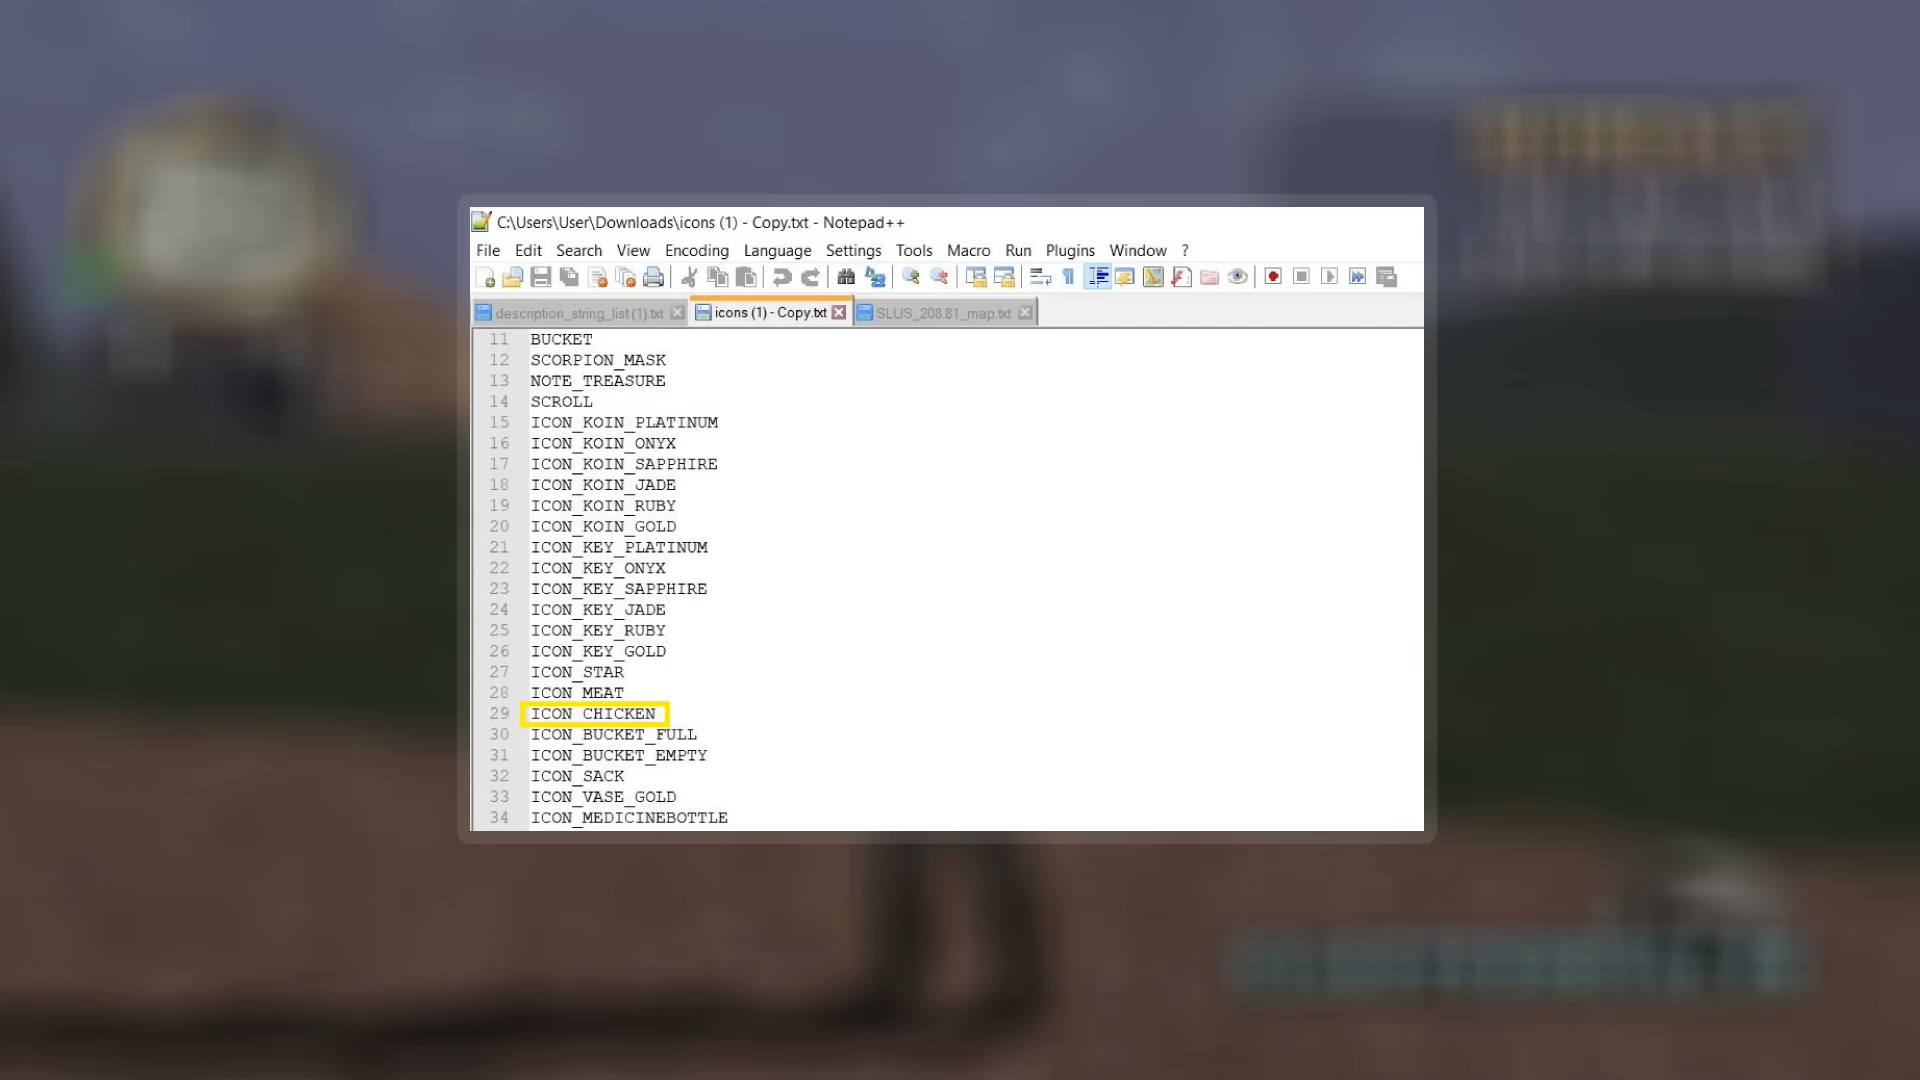 C:\Users\User\Downloads\icons (1) - Copy.txt - Notepad++
File Edit Search View Encoding Language Settings Tools Macro Run Plugins Window ?
description_string_list (1).txt icons (1) - Copy.txt SLUS_208.81_map.txt
11 BUCKET
12 SCORPION_MASK
13 NOTE_TREASURE
14 SCROLL
15 ICON_KOIN_PLATINUM
16 ICON_KOIN_ONYX
17 ICON_KOIN_SAPPHIRE
18 ICON_KOIN_JADE
19 ICON_KOIN_RUBY
20 ICON_KOIN_GOLD
21 ICON_KEY_PLATINUM
22 ICON_KEY_ONYX
23 ICON_KEY_SAPPHIRE
24 ICON_KEY_JADE
25 ICON_KEY_RUBY
26 ICON_KEY_GOLD
27 ICON_STAR
28 ICON MEAT
29 ICON CHICKEN
30 ICON_BUCKET_FULL
31 ICON_BUCKET_EMPTY
32 ICON_SACK
33 ICON_VASE_GOLD
34 ICON_MEDICINEBOTTLE